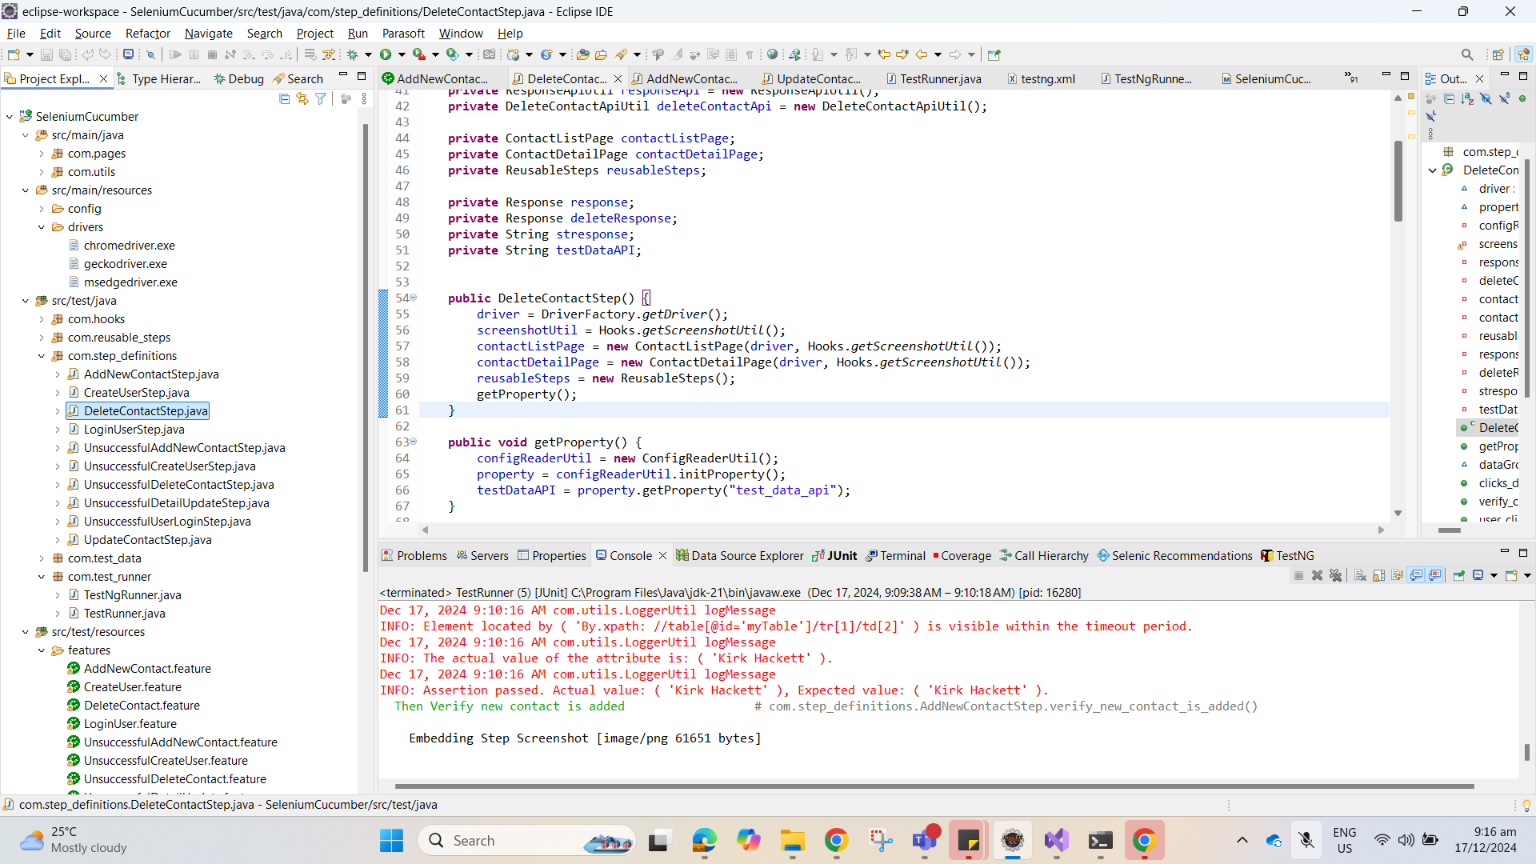 eclipse-workspace - SeleniumCucumber/src/test/java/com/step_definitions/DeleteContactStep.java - Eclipse IDE
File Edit Source Refactor Navigate Search Project Run Parasoft Window Help
Project Expl... Type Hierar... Debug Search
AddNewContac... DeleteContac... AddNewContac... UpdateContac... TestRunner.java testng.xml TestNgRunne... SeleniumCuc... »91
Out...
SeleniumCucumber
src/main/java
com.pages
com.utils
src/main/resources
config
drivers
chromedriver.exe
geckodriver.exe
msedgedriver.exe
src/test/java
com.hooks
com.reusable_steps
com.step_definitions
AddNewContactStep.java
CreateUserStep.java
DeleteContactStep.java
LoginUserStep.java
UnsuccessfulAddNewContactStep.java
UnsuccessfulCreateUserStep.java
UnsuccessfulDeleteContactStep.java
UnsuccessfulDetailUpdateStep.java
UnsuccessfulUserLoginStep.java
UpdateContactStep.java
com.test_data
com.test_runner
TestNgRunner.java
TestRunner.java
src/test/resources
features
AddNewContact.feature
CreateUser.feature
DeleteContact.feature
LoginUser.feature
UnsuccessfulAddNewContact.feature
UnsuccessfulCreateUser.feature
UnsuccessfulDeleteContact.feature
41 private ResponseApiUtil responseApi = new ResponseApiUtil();
42 private DeleteContactApiUtil deleteContactApi = new DeleteContactApiUtil();
43
44 private ContactListPage contactListPage;
45 private ContactDetailPage contactDetailPage;
46 private ReusableSteps reusableSteps;
47
48 private Response response;
49 private Response deleteResponse;
50 private String stresponse;
51 private String testDataAPI;
52
53
54 public DeleteContactStep() {
55 driver = DriverFactory.getDriver();
56 screenshotUtil = Hooks.getScreenshotUtil();
57 contactListPage = new ContactListPage(driver, Hooks.getScreenshotUtil());
58 contactDetailPage = new ContactDetailPage(driver, Hooks.getScreenshotUtil());
59 reusableSteps = new ReusableSteps();
60 getProperty();
61 }
62
63 public void getProperty() {
64 configReaderUtil = new ConfigReaderUtil();
65 property = configReaderUtil.initProperty();
66 testDataAPI = property.getProperty("test_data_api");
67 }
68
com.step_
DeleteCon
driver :
propert
configR
screens
respons
deleteC
contact
contact
reusabl
respons
deleteR
strespo
testDat
DeleteC
getProp
dataGr
clicks_d
verify_c
user_cli
Problems Servers Properties Console Data Source Explorer JUnit Terminal Coverage Call Hierarchy Selenic Recommendations TestNG
<terminated> TestRunner (5) [JUnit] C:\Program Files\Java\jdk-21\bin\javaw.exe (Dec 17, 2024, 9:09:38 AM – 9:10:18 AM) [pid: 16280]
Dec 17, 2024 9:10:16 AM com.utils.LoggerUtil logMessage
INFO: Element located by ( 'By.xpath: //table[@id='myTable']/tr[1]/td[2]' ) is visible within the timeout period.
Dec 17, 2024 9:10:16 AM com.utils.LoggerUtil logMessage
INFO: The actual value of the attribute is: ( 'Kirk Hackett' ).
Dec 17, 2024 9:10:16 AM com.utils.LoggerUtil logMessage
INFO: Assertion passed. Actual value: ( 'Kirk Hackett' ), Expected value: ( 'Kirk Hackett' ).
Then Verify new contact is added # com.step_definitions.AddNewContactStep.verify_new_contact_is_added()
Embedding Step Screenshot [image/png 61651 bytes]
com.step_definitions.DeleteContactStep.java - SeleniumCucumber/src/test/java
25°C
Mostly cloudy
Search
ENG
US
9:16 am
17/12/2024